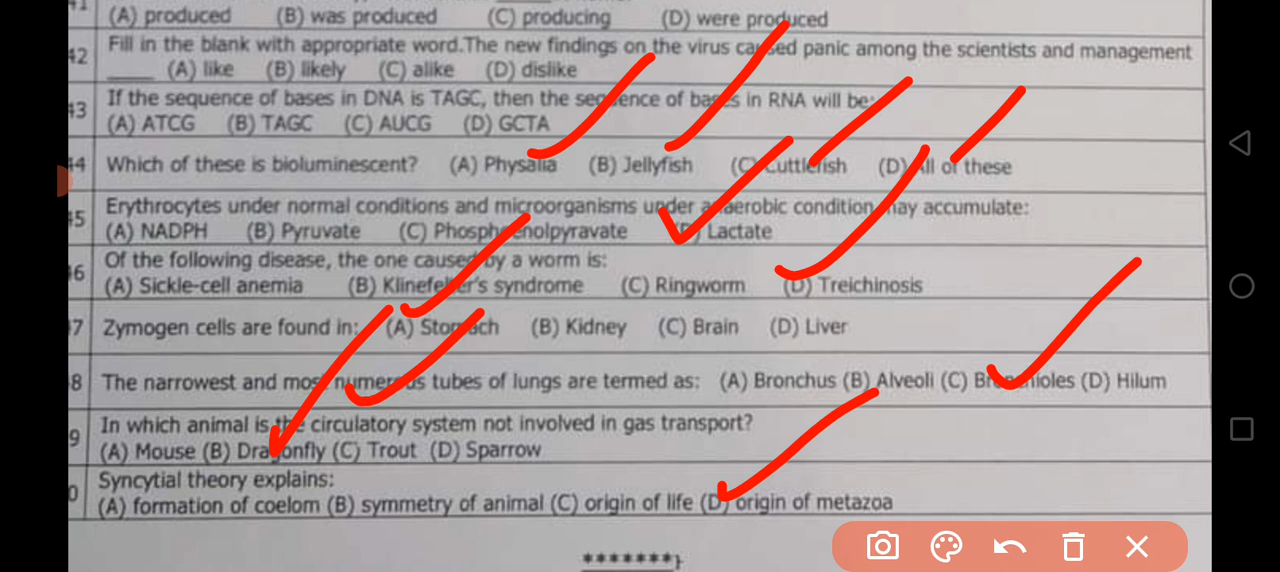 41 (A) produced (B) was produced (C) producing (D) were produced
42 Fill in the blank with appropriate word.The new findings on the virus caused panic among the scientists and management
____ (A) like (B) likely (C) alike (D) dislike
43 If the sequence of bases in DNA is TAGC, then the sequence of bases in RNA will be:
(A) ATCG (B) TAGC (C) AUCG (D) GCTA
44 Which of these is bioluminescent? (A) Physalia (B) Jellyfish (C) Cuttlefish (D) All of these
45 Erythrocytes under normal conditions and microorganisms under anaerobic condition may accumulate:
(A) NADPH (B) Pyruvate (C) Phosphoenolpyravate (D) Lactate
46 Of the following disease, the one caused by a worm is:
(A) Sickle-cell anemia (B) Klinefelter's syndrome (C) Ringworm (D) Treichinosis
7 Zymogen cells are found in: (A) Stomach (B) Kidney (C) Brain (D) Liver
8 The narrowest and most numerous tubes of lungs are termed as: (A) Bronchus (B) Alveoli (C) Bronchioles (D) Hilum
9 In which animal is the circulatory system not involved in gas transport?
(A) Mouse (B) Dragonfly (C) Trout (D) Sparrow
0 Syncytial theory explains:
(A) formation of coelom (B) symmetry of animal (C) origin of life (D) origin of metazoa
*******}